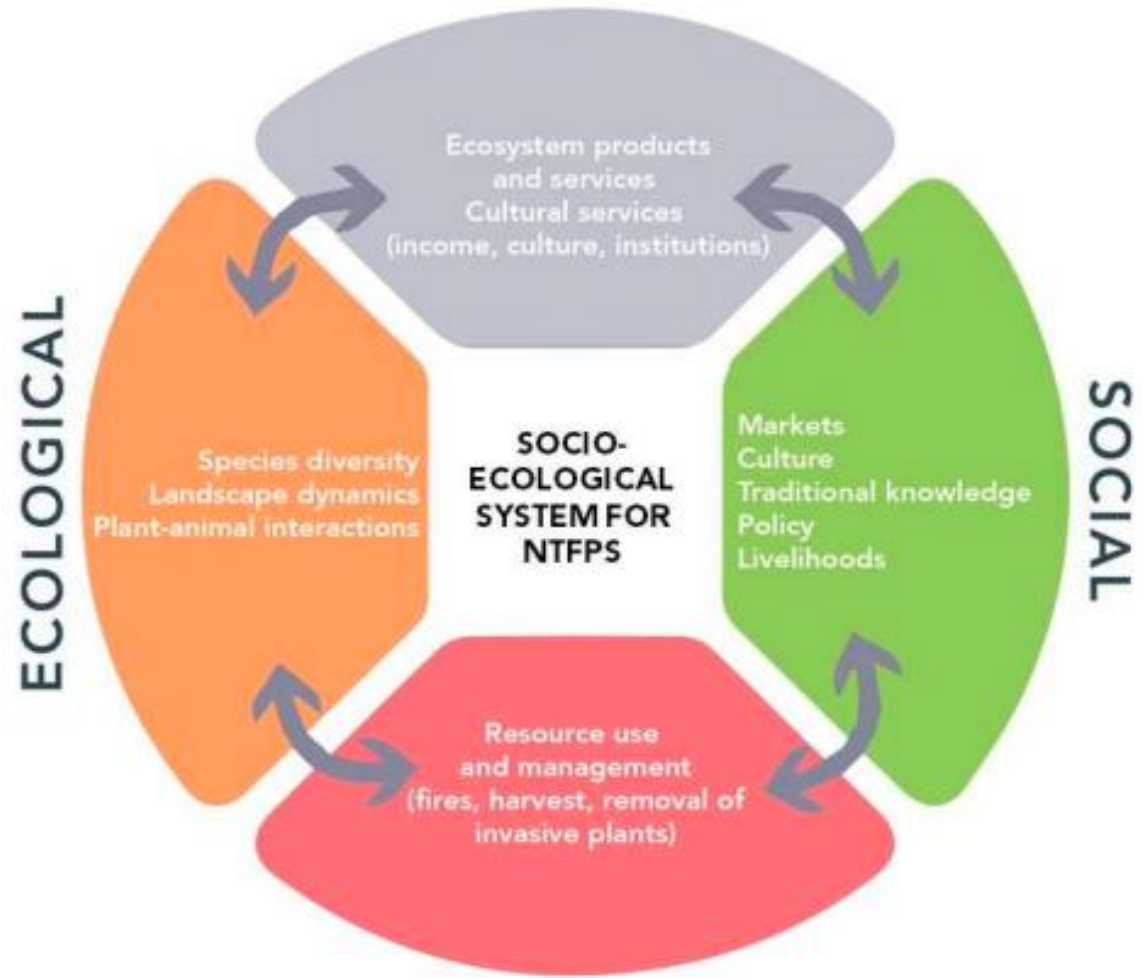 Ecosystem products
and services
Cultural services
(income, culture, institutions)
ECOLOGICAL
Species diversity
Landscape dynamics
Plant-animal interactions
SOCIO-
ECOLOGICAL
SYSTEM FOR
NTFPS
Markets
Culture
Traditional knowledge
Policy
Livelihoods
SOCIAL
Resource use
and management
(fires, harvest, removal of
invasive plants)